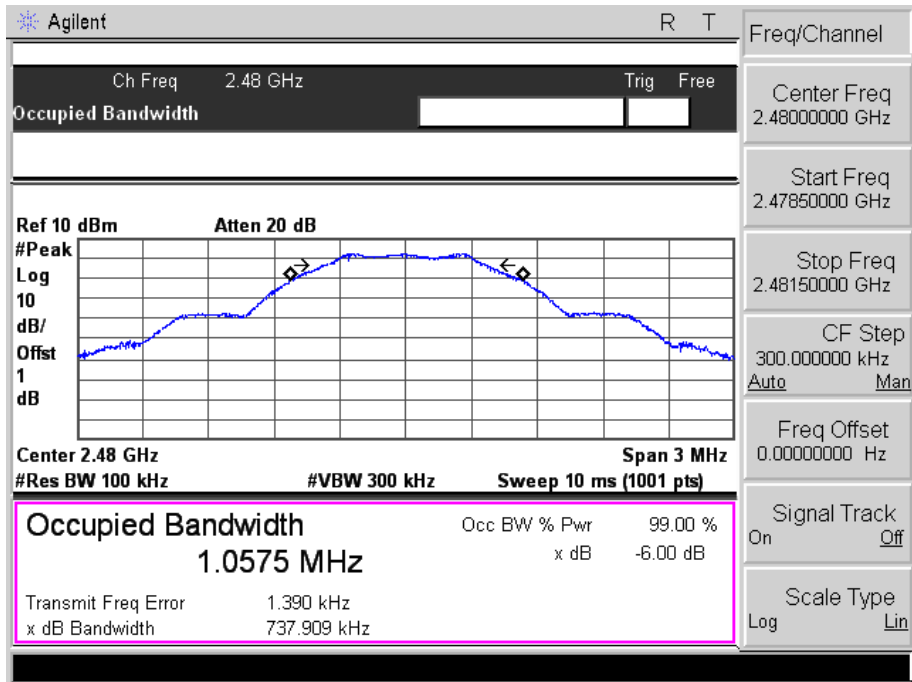 Agilent R T
Ch Freq 2.48 GHz Trig Free
Occupied Bandwidth
Ref 10 dBm Atten 20 dB
#Peak
Log
10
dB/
Offst
1
dB
Center 2.48 GHz Span 3 MHz
#Res BW 100 kHz #VBW 300 kHz Sweep 10 ms (1001 pts)
Occupied Bandwidth Occ BW % Pwr 99.00 %
1.0575 MHz x dB -6.00 dB
Transmit Freq Error 1.390 kHz
x dB Bandwidth 737.909 kHz
Freq/Channel
Center Freq
2.48000000 GHz
Start Freq
2.47850000 GHz
Stop Freq
2.48150000 GHz
CF Step
300.000000 kHz
Auto Man
Freq Offset
0.00000000 Hz
Signal Track
On Off
Scale Type
Log Lin